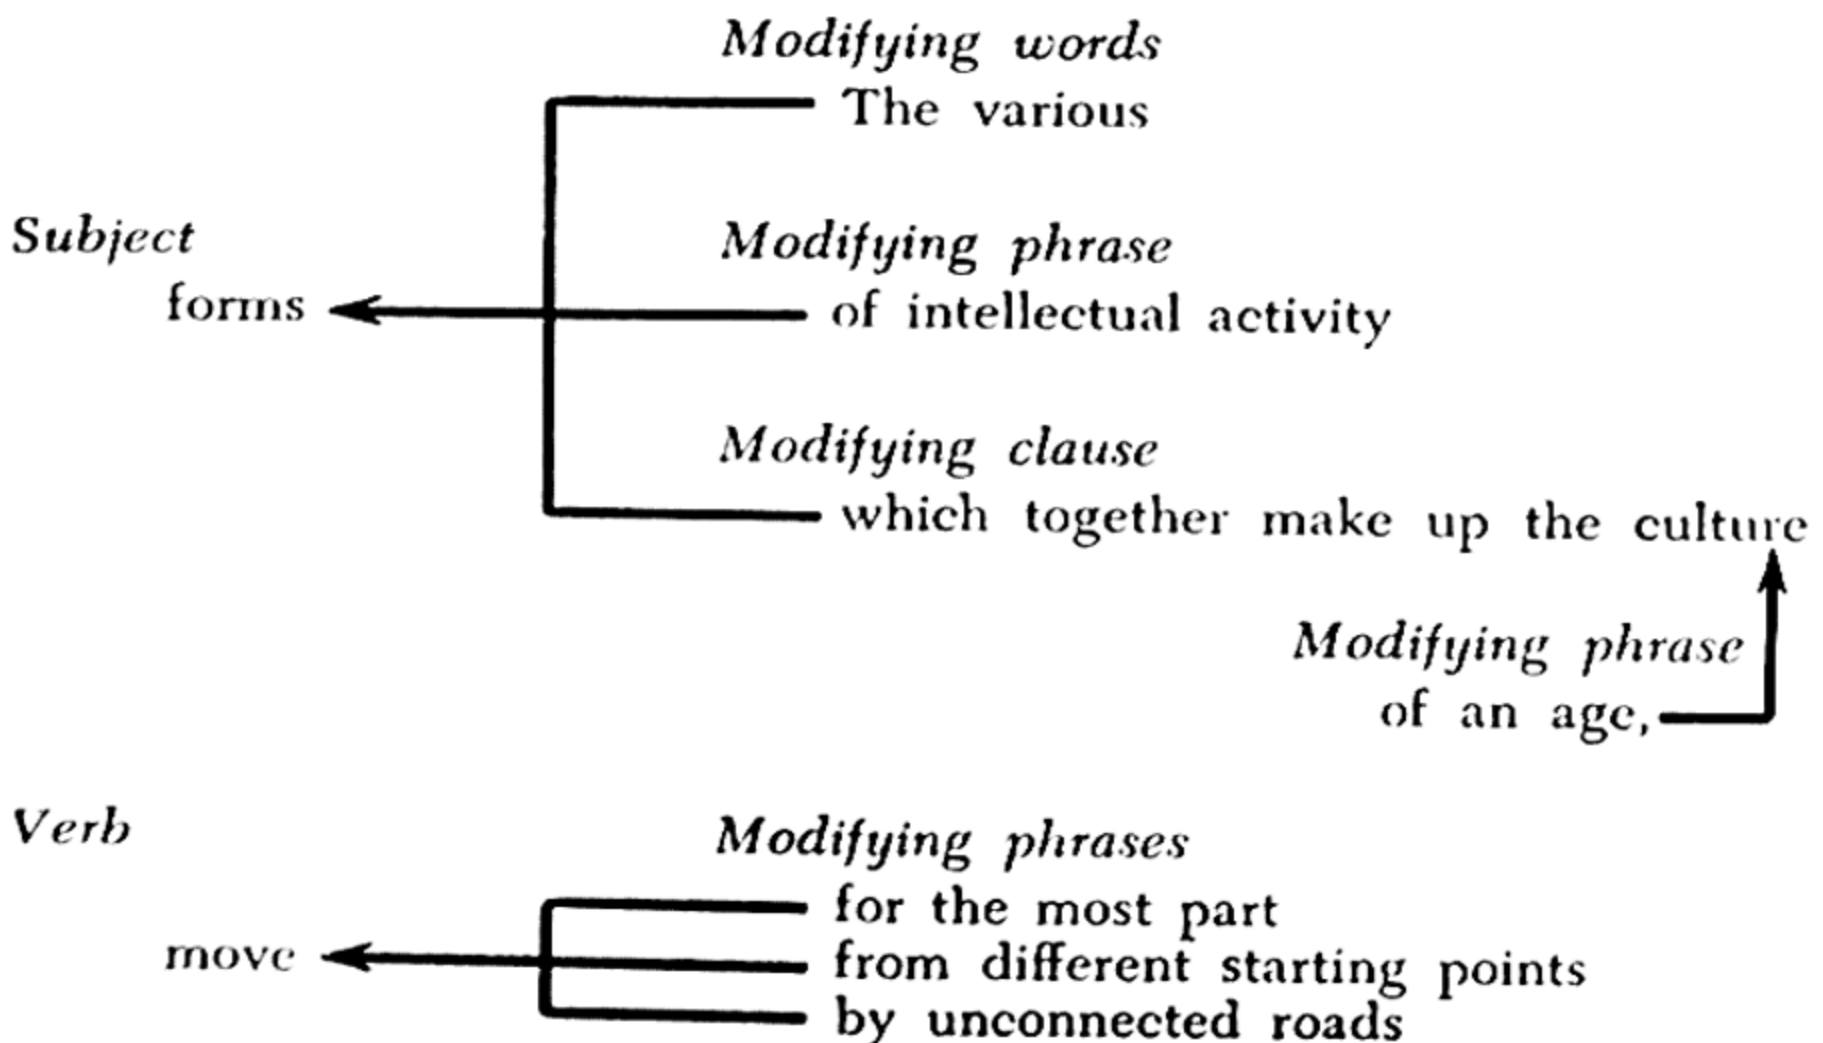 Modifying words
The various
Subject
Modifying phrase
forms
of intellectual activity
Modifying clause
which together make up the culture
Modifying phrase
of an age,
Verb
Modifying phrases
for the most part
move
from different starting points
by unconnected roads